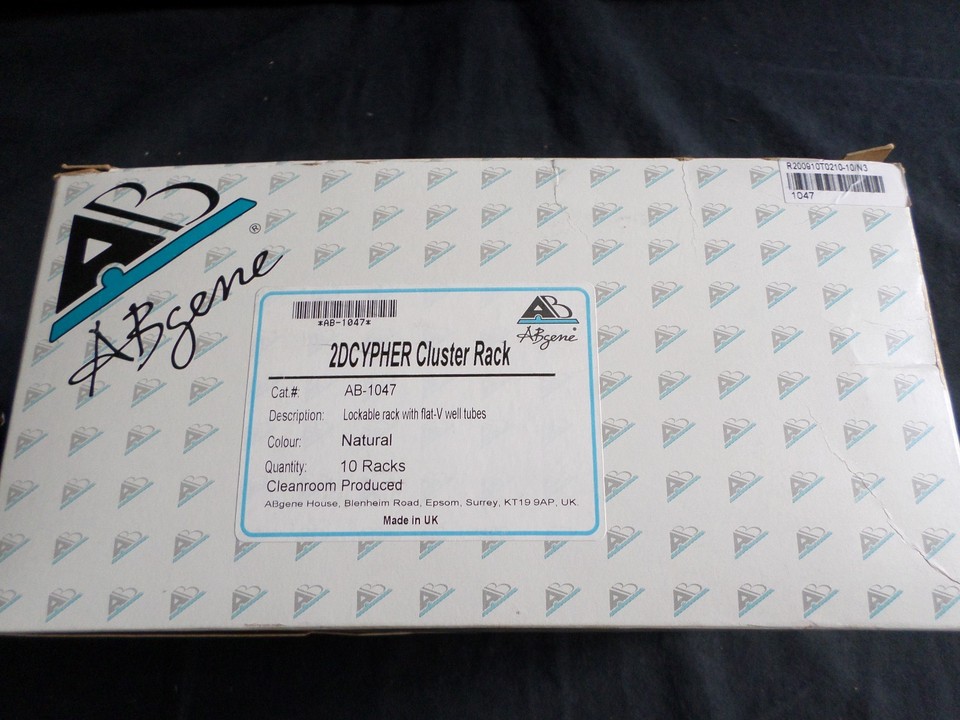 R200910T0210-10/N3
1047
AB
®
ABgene
*AB-1047*
AB
ABgene®
2DCYPHER Cluster Rack
Cat.#: AB-1047
Description: Lockable rack with flat-V well tubes
Colour: Natural
Quantity: 10 Racks
Cleanroom Produced
ABgene House, Blenheim Road, Epsom, Surrey, KT19 9AP, UK.
Made in UK